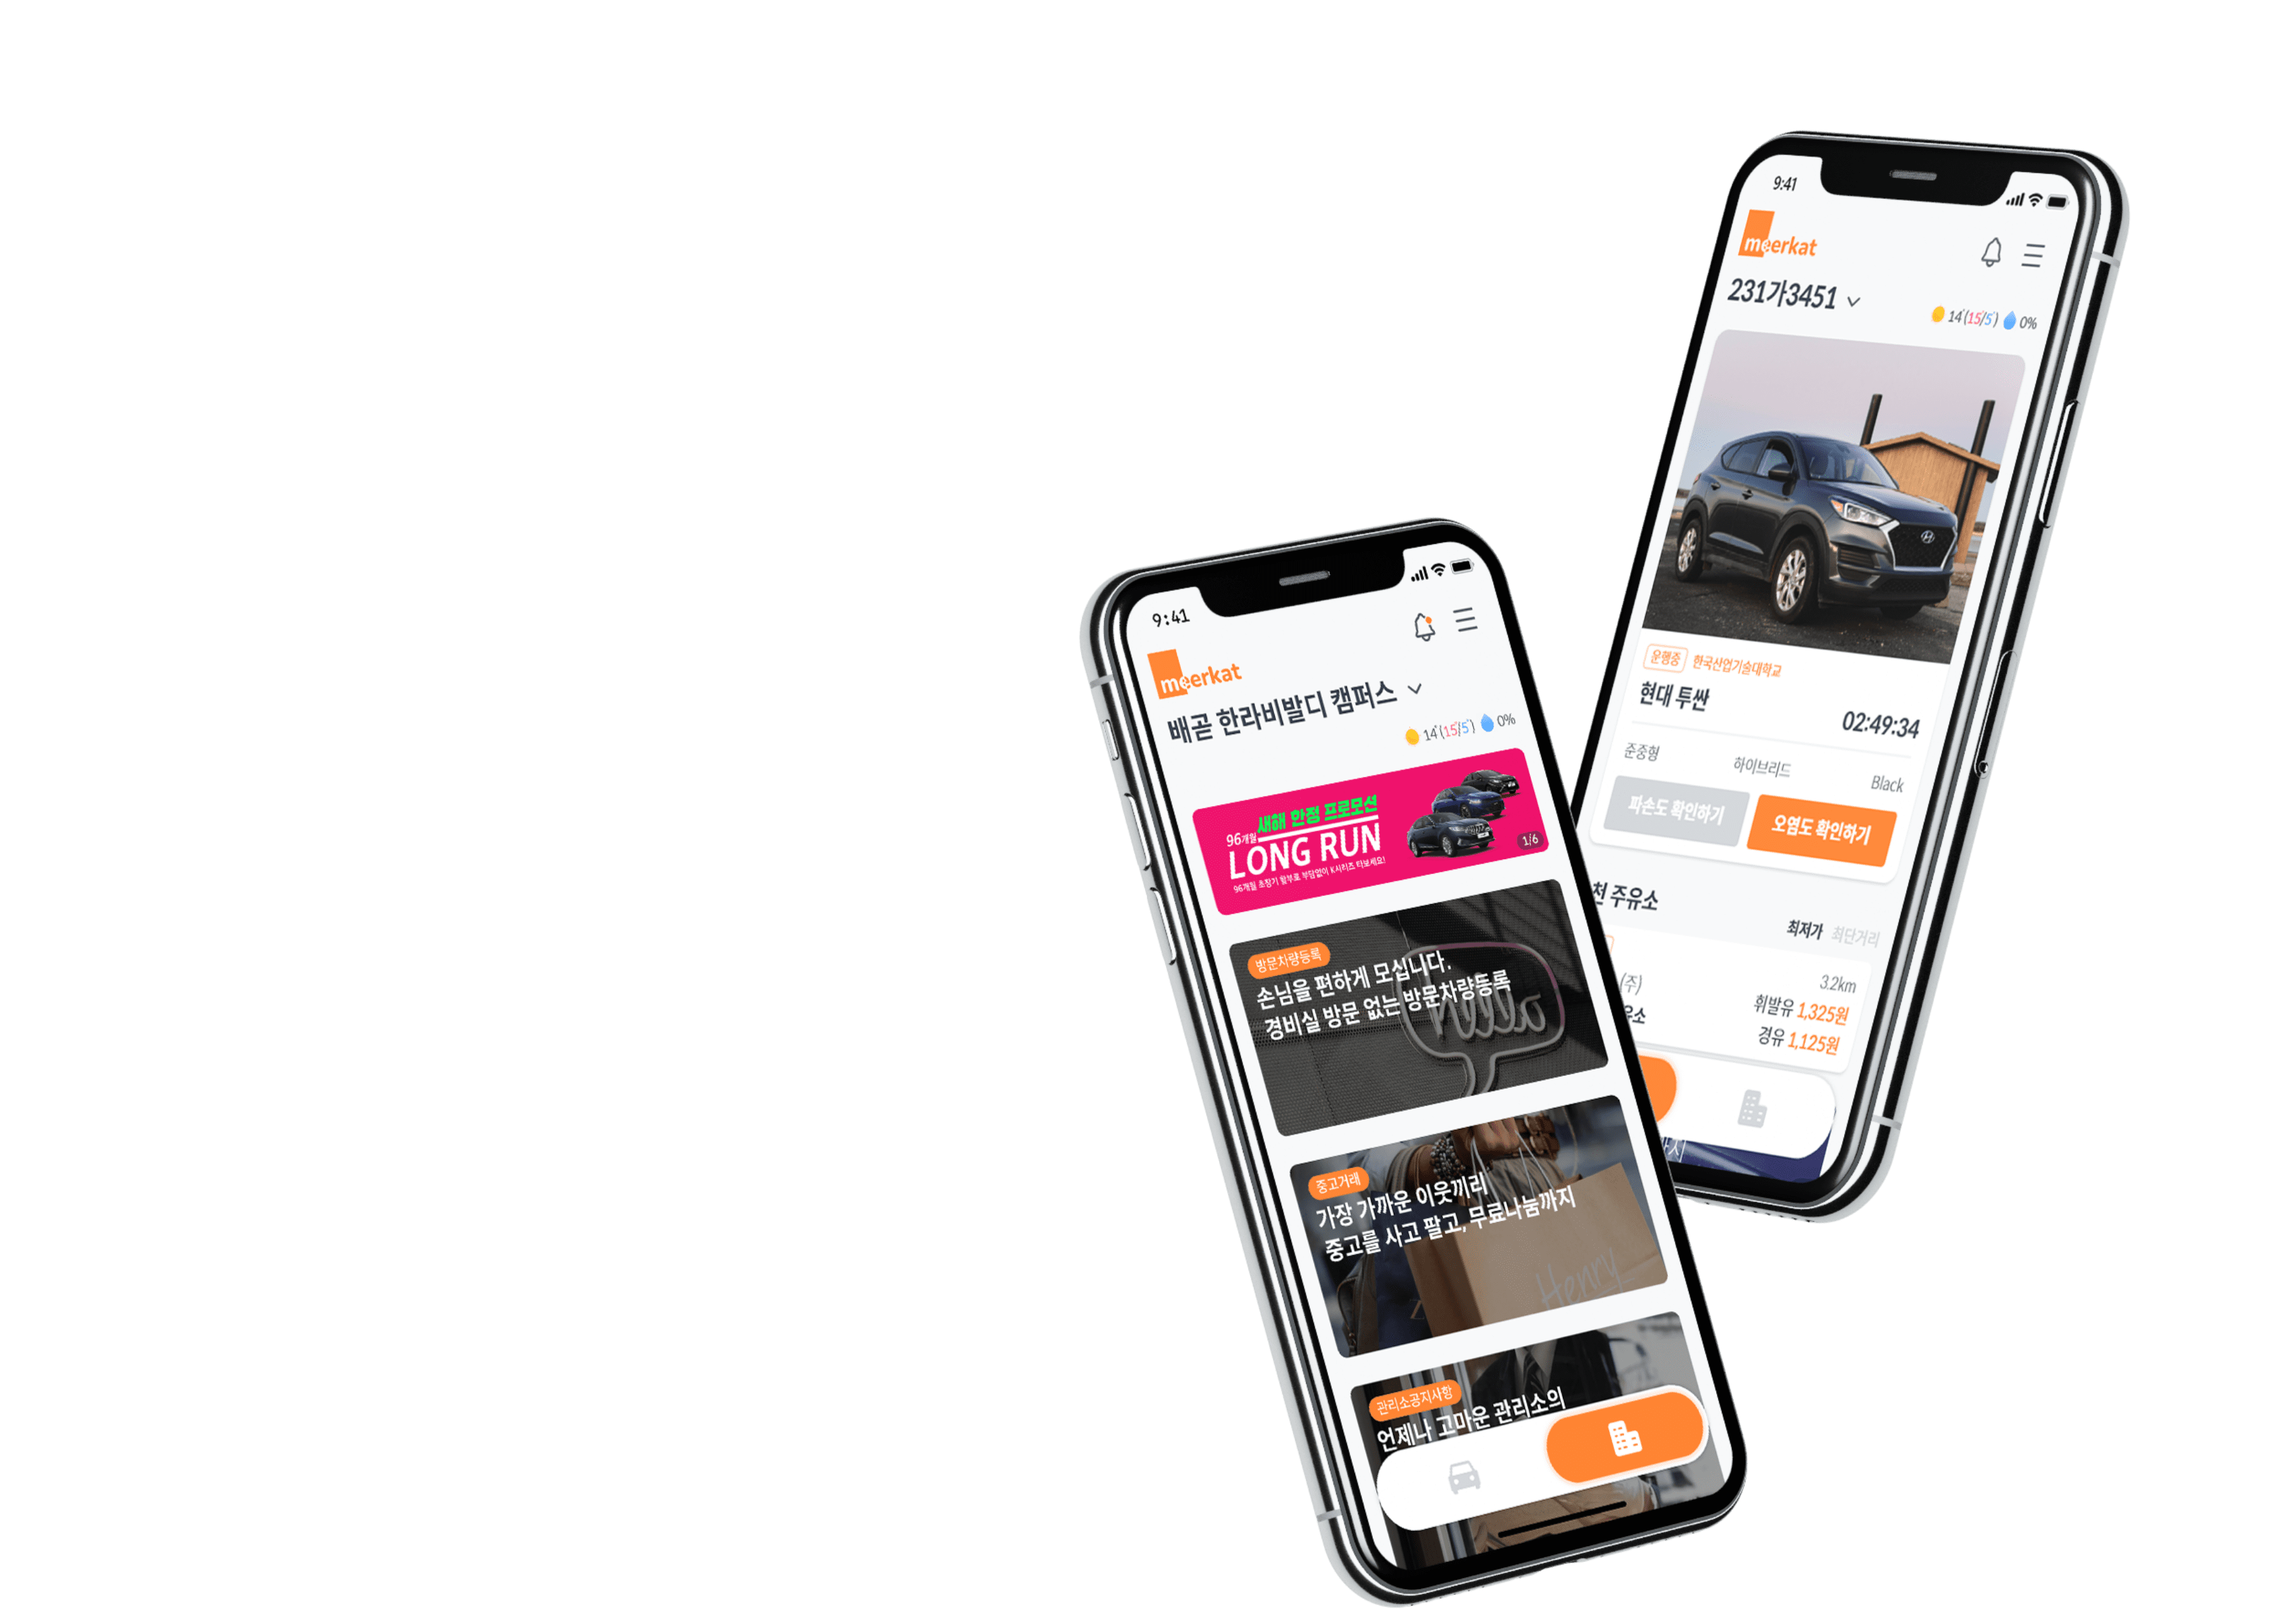 9:41
meerkat
배곧 한라비발디 캠퍼스
14°(15°/5°) 0%
새해 한정 프로모션
96개월
LONG RUN
96개월 초장기 할부로 부담없이 K시리즈 타보세요!
1/6
방문차량등록
손님을 편하게 모십니다.
경비실 방문 없는 방문차량등록
hello
중고거래
가장 가까운 이웃끼리
중고를 사고 팔고, 무료나눔까지
Henry
관리소공지사항
언제나 고마운 관리소의
9:41
meerkat
231가3451
14°(15°/5°) 0%
운행중 한국산업기술대학교
현대 투싼
02:49:34
준중형 하이브리드 Black
파손도 확인하기 오염도 확인하기
천 주유소
최저가 최단거리
(주) 3.2km
유소 휘발유 1,325원
경유 1,125원